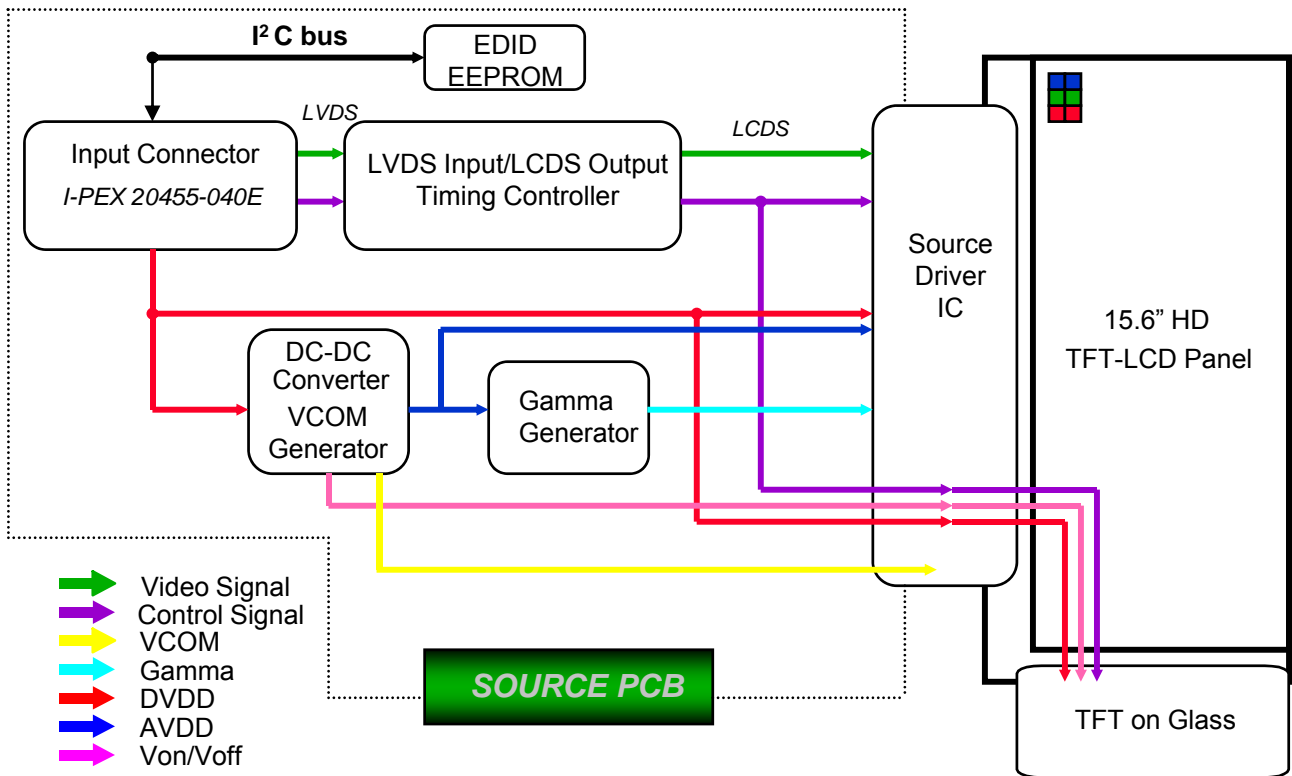 I² C bus
EDID
EEPROM
LVDS
LCDS
Input Connector
I-PEX 20455-040E
LVDS Input/LCDS Output
Timing Controller
Source
Driver
IC
15.6” HD
TFT-LCD Panel
DC-DC
Converter
VCOM
Generator
Gamma
Generator
Video Signal
Control Signal
VCOM
Gamma
DVDD
AVDD
Von/Voff
SOURCE PCB
TFT on Glass